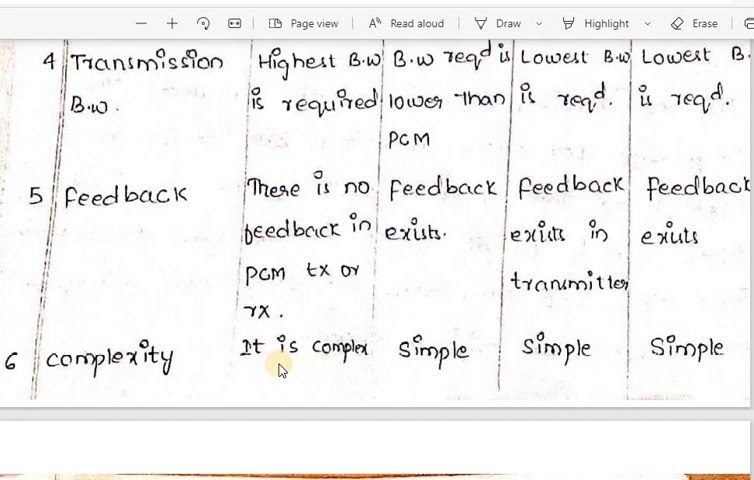 Page view
Read aloud
Draw
Highlight
Erase
4 Transmission Highest B.W B.w reqd is Lowest B.w Lowest B.
B.w. is required lower than is reqd. is reqd.
PCM
5 feedback There is no feedback feedback feedback
feedback in exists. exists in exists
PCM tx or transmitter
rx.
6 complexity It is complex Simple Simple Simple